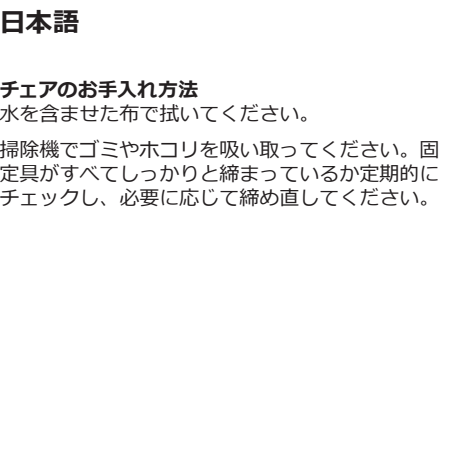 日本語
チェアのお手入れ方法
水を含ませた布で拭いてください。
掃除機でゴミやホコリを吸い取ってください。固
定具がすべてしっかりと締まっているか定期的に
チェックし、必要に応じて締め直してください。